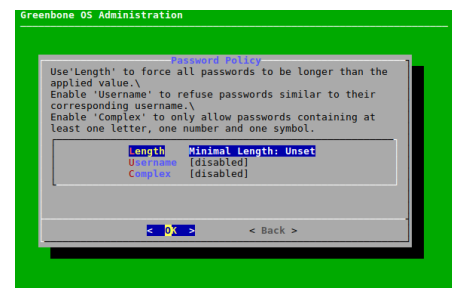 Greenbone OS Administration
Password Policy
Use'Length' to force all passwords to be longer than the
applied value.\
Enable 'Username' to refuse passwords similar to their
corresponding username.\
Enable 'Complex' to only allow passwords containing at
least one letter, one number and one symbol.
Length Minimal Length: Unset
Username [disabled]
Complex [disabled]
< OK > < Back >